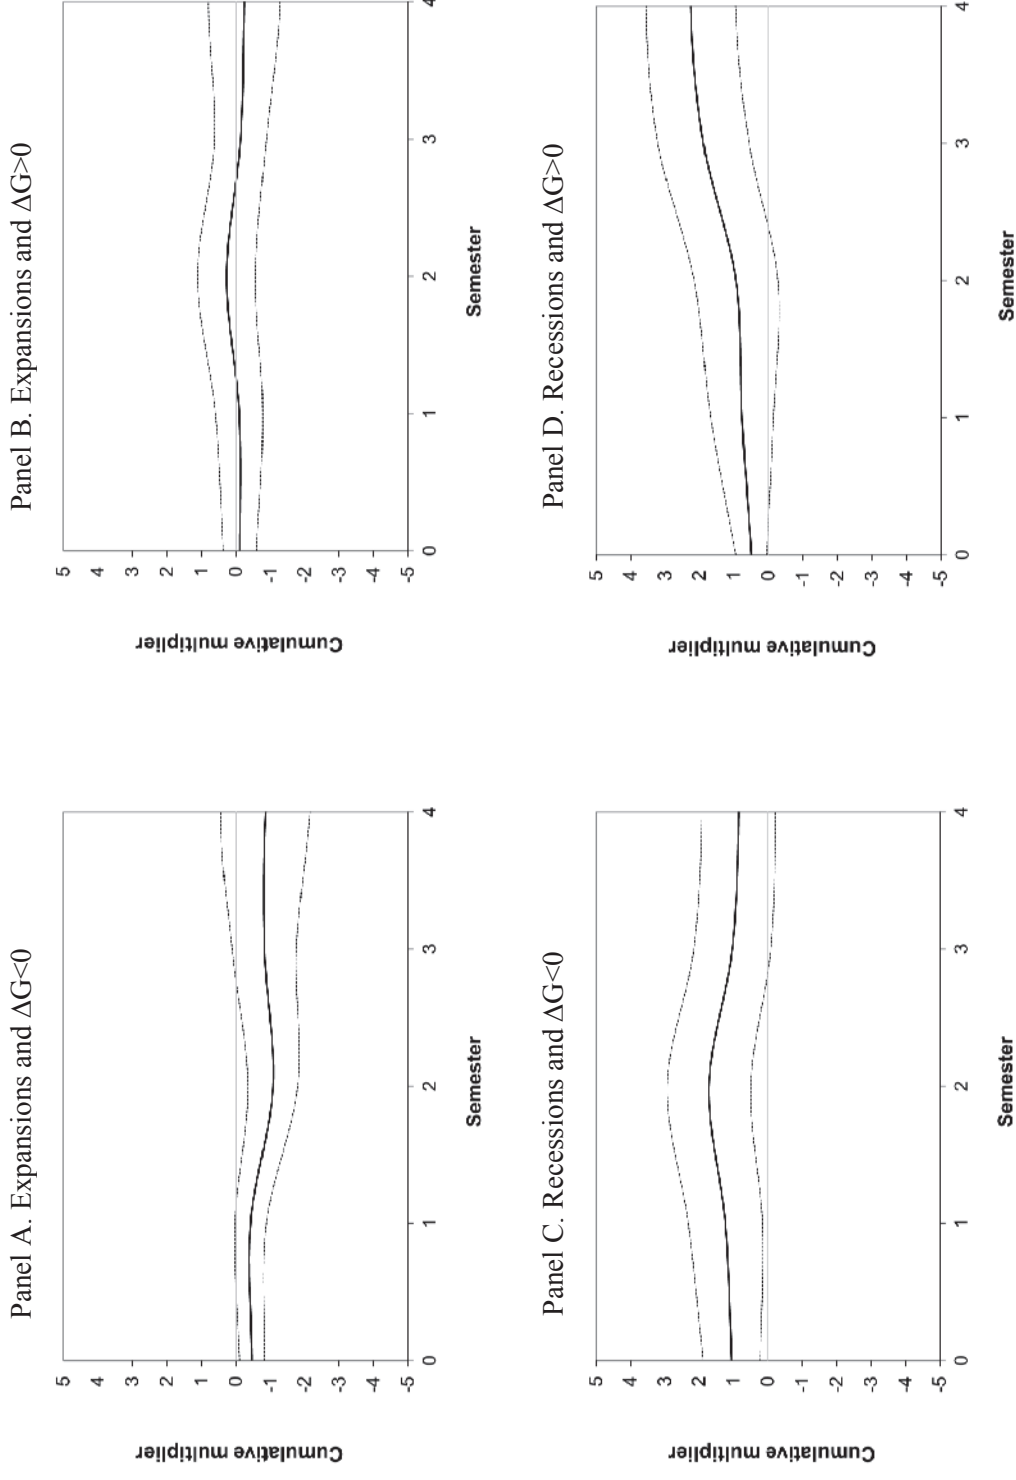 Panel A. Expansions and ΔG<0
Cumulative multiplier
5
4
3
2
1
0
-1
-2
-3
-4
-5
0 1 2 3 4
Semester
Panel B. Expansions and ΔG>0
Cumulative multiplier
5
4
3
2
1
0
-1
-2
-3
-4
-5
0 1 2 3 4
Semester
Panel C. Recessions and ΔG<0
Cumulative multiplier
5
4
3
2
1
0
-1
-2
-3
-4
-5
0 1 2 3 4
Semester
Panel D. Recessions and ΔG>0
Cumulative multiplier
5
4
3
2
1
0
-1
-2
-3
-4
-5
0 1 2 3 4
Semester